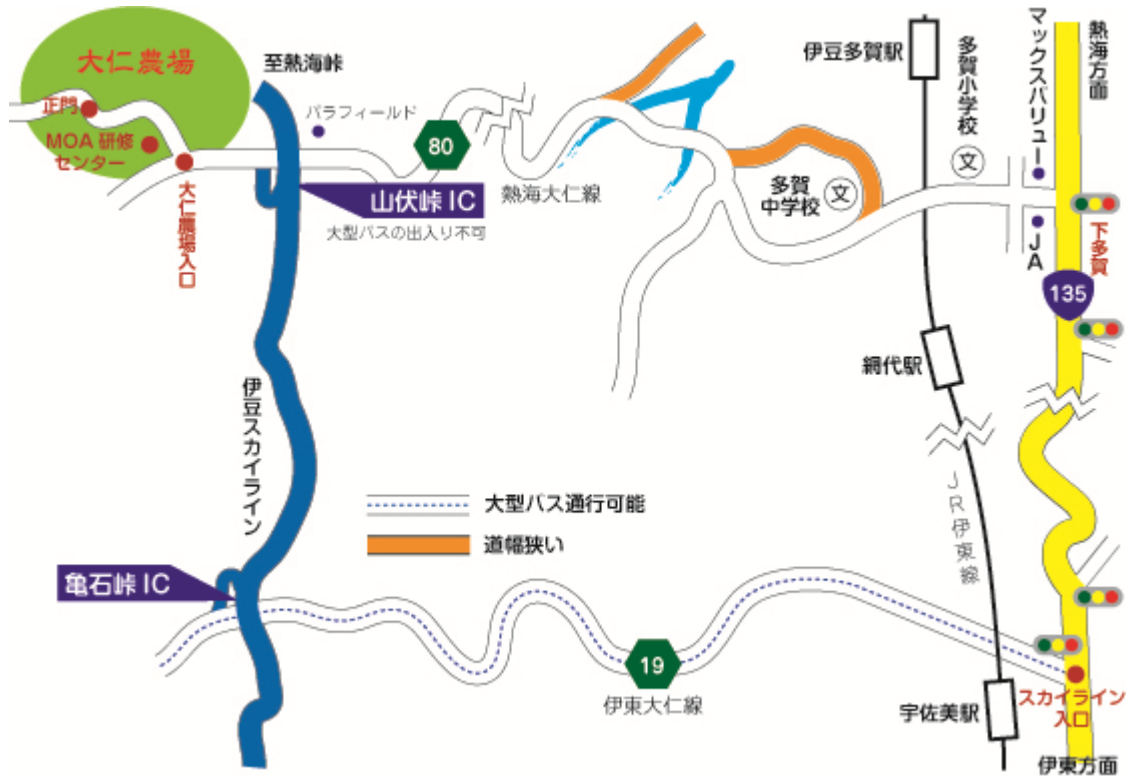 大仁農場
正門
MOA 研修
センター
大仁農場入口
至熱海峠
パラフィールド
80
山伏峠 IC
大型バスの出入り不可
熱海大仁線
多賀
中学校
文
伊豆多賀駅
多賀小学校
文
マックスバリュー
熱海方面
JA
下多賀
135
網代駅
伊豆スカイライン
大型バス通行可能
道幅狭い
JR伊東線
亀石峠 IC
19
伊東大仁線
宇佐美駅
スカイライン
入口
伊東方面